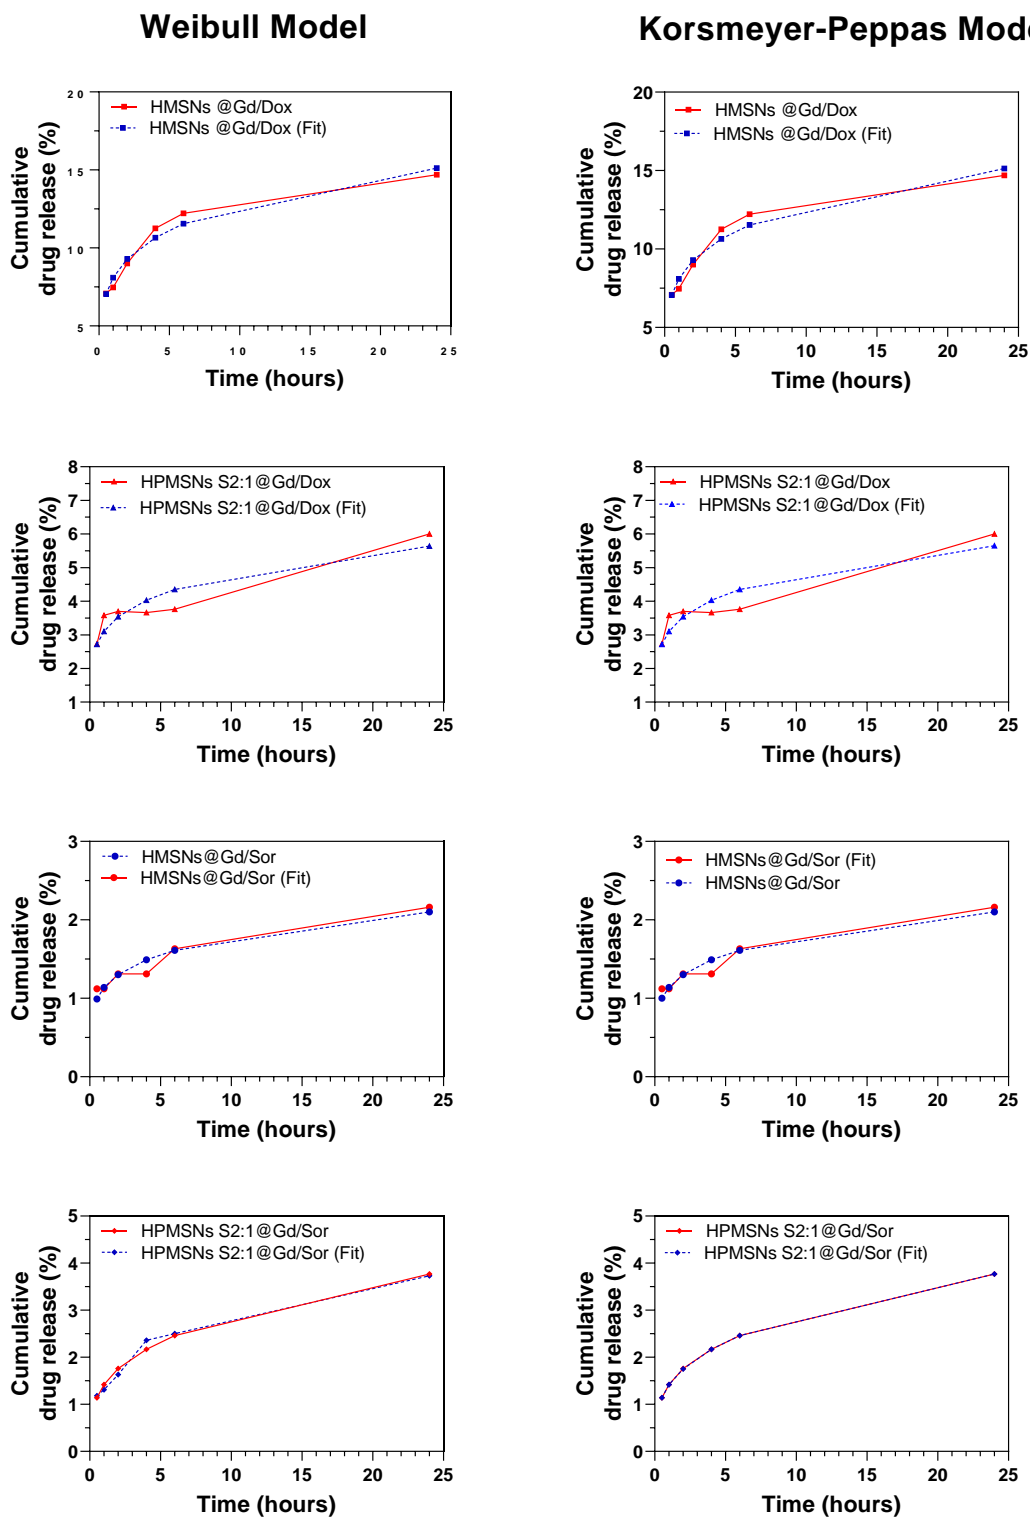 Weibull Model
Korsmeyer-Peppas Mode
20
15
10
5
0
5
10
15
20
25
HMSNs @Gd/Dox
HMSNs @Gd/Dox (Fit)
Cumulative
drug release (%)
Time (hours)
20
15
10
5
0
5
10
15
20
25
HMSNs @Gd/Dox
HMSNs @Gd/Dox (Fit)
Cumulative
drug release (%)
Time (hours)
8
7
6
5
4
3
2
1
0
5
10
15
20
25
HPMSNs S2:1@Gd/Dox
HPMSNs S2:1@Gd/Dox (Fit)
Cumulative
drug release (%)
Time (hours)
8
7
6
5
4
3
2
1
0
5
10
15
20
25
HPMSNs S2:1@Gd/Dox
HPMSNs S2:1@Gd/Dox (Fit)
Cumulative
drug release (%)
Time (hours)
3
2
1
0
0
5
10
15
20
25
HMSNs@Gd/Sor
HMSNs@Gd/Sor (Fit)
Cumulative
drug release (%)
Time (hours)
3
2
1
0
0
5
10
15
20
25
HMSNs@Gd/Sor (Fit)
HMSNs@Gd/Sor
Cumulative
drug release (%)
Time (hours)
5
4
3
2
1
0
0
5
10
15
20
25
HPMSNs S2:1@Gd/Sor
HPMSNs S2:1@Gd/Sor (Fit)
Cumulative
drug release (%)
Time (hours)
5
4
3
2
1
0
0
5
10
15
20
25
HPMSNs S2:1@Gd/Sor
HPMSNs S2:1@Gd/Sor (Fit)
Cumulative
drug release (%)
Time (hours)